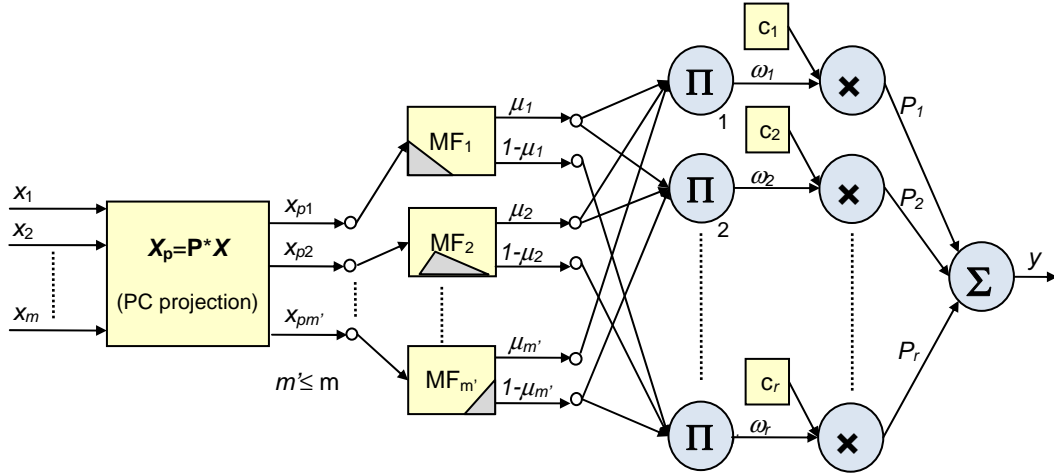 x1
x2
xm
Xp=P*X
(PC projection)
xp1
xp2
xpm'
m'≤ m
MF1
μ1
1-μ1
MF2
μ2
1-μ2
MFm'
μm'
1-μm'
Π
1
ω1
c1
×
P1
Π
2
ω2
c2
×
P2
Π
ωr
cr
×
Pr
Σ
y